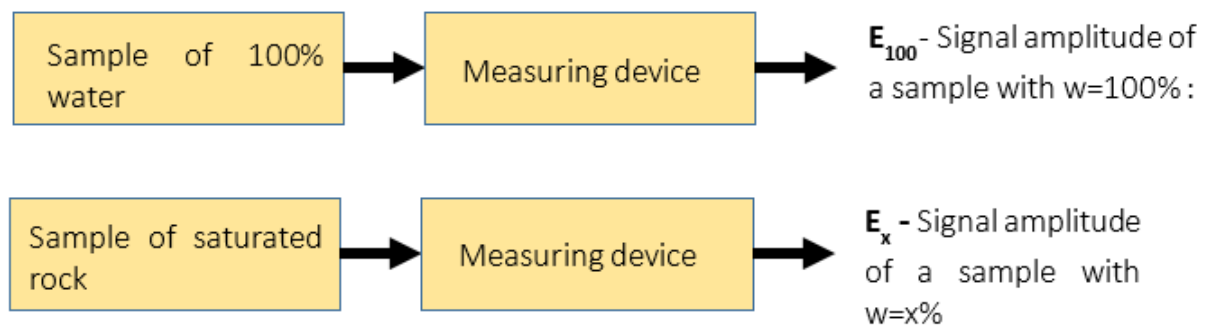 Sample of 100%
water
Measuring device
E100- Signal amplitude of
a sample with w=100% :
Sample of saturated
rock
Measuring device
Ex - Signal amplitude
of a sample with
w=x%